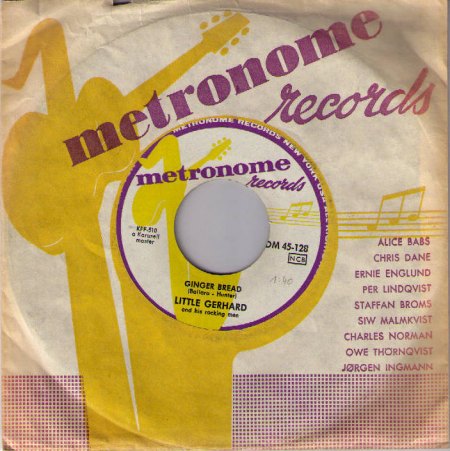 metronome
records
METRONOME RECORDS NEW YORK USA
metronome
records
KFF-510
a Karusell
master
DM 45-128
NCB
GINGER BREAD
(Ballara - Hunter)
LITTLE GERHARD
and his rocking men
ALICE BABS
CHRIS DANE
ERNIE ENGLUND
PER LINDQVIST
STAFFAN BROMS
SIW MALMKVIST
CHARLES NORMAN
OWE THÖRNQVIST
JØRGEN INGMANN